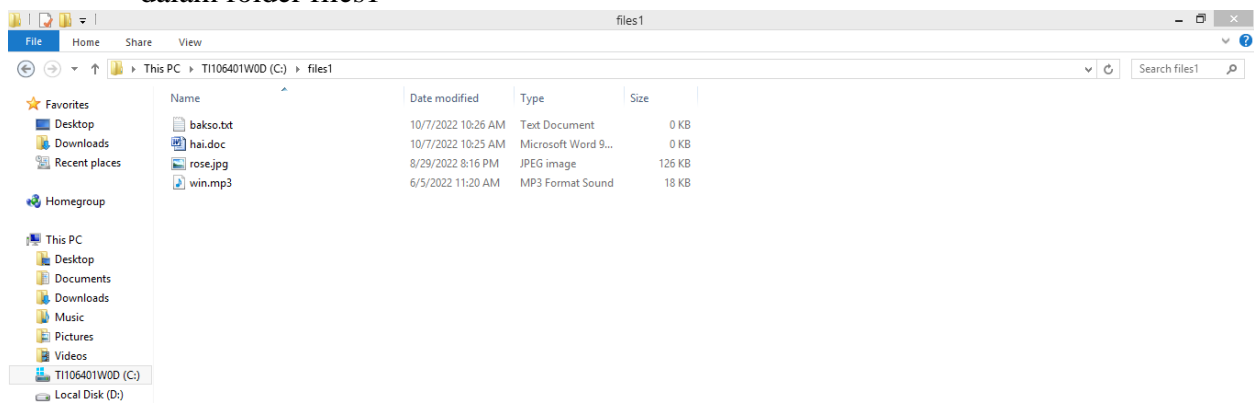 dalam folder files1
files1
File Home Share View
This PC TI106401W0D (C:) files1
Search files1
Name Date modified Type Size
Favorites
Desktop
Downloads
Recent places
Homegroup
This PC
Desktop
Documents
Downloads
Music
Pictures
Videos
TI106401W0D (C:)
Local Disk (D:)
bakso.txt 10/7/2022 10:26 AM Text Document 0 KB
hai.doc 10/7/2022 10:25 AM Microsoft Word 9... 0 KB
rose.jpg 8/29/2022 8:16 PM JPEG image 126 KB
win.mp3 6/5/2022 11:20 AM MP3 Format Sound 18 KB